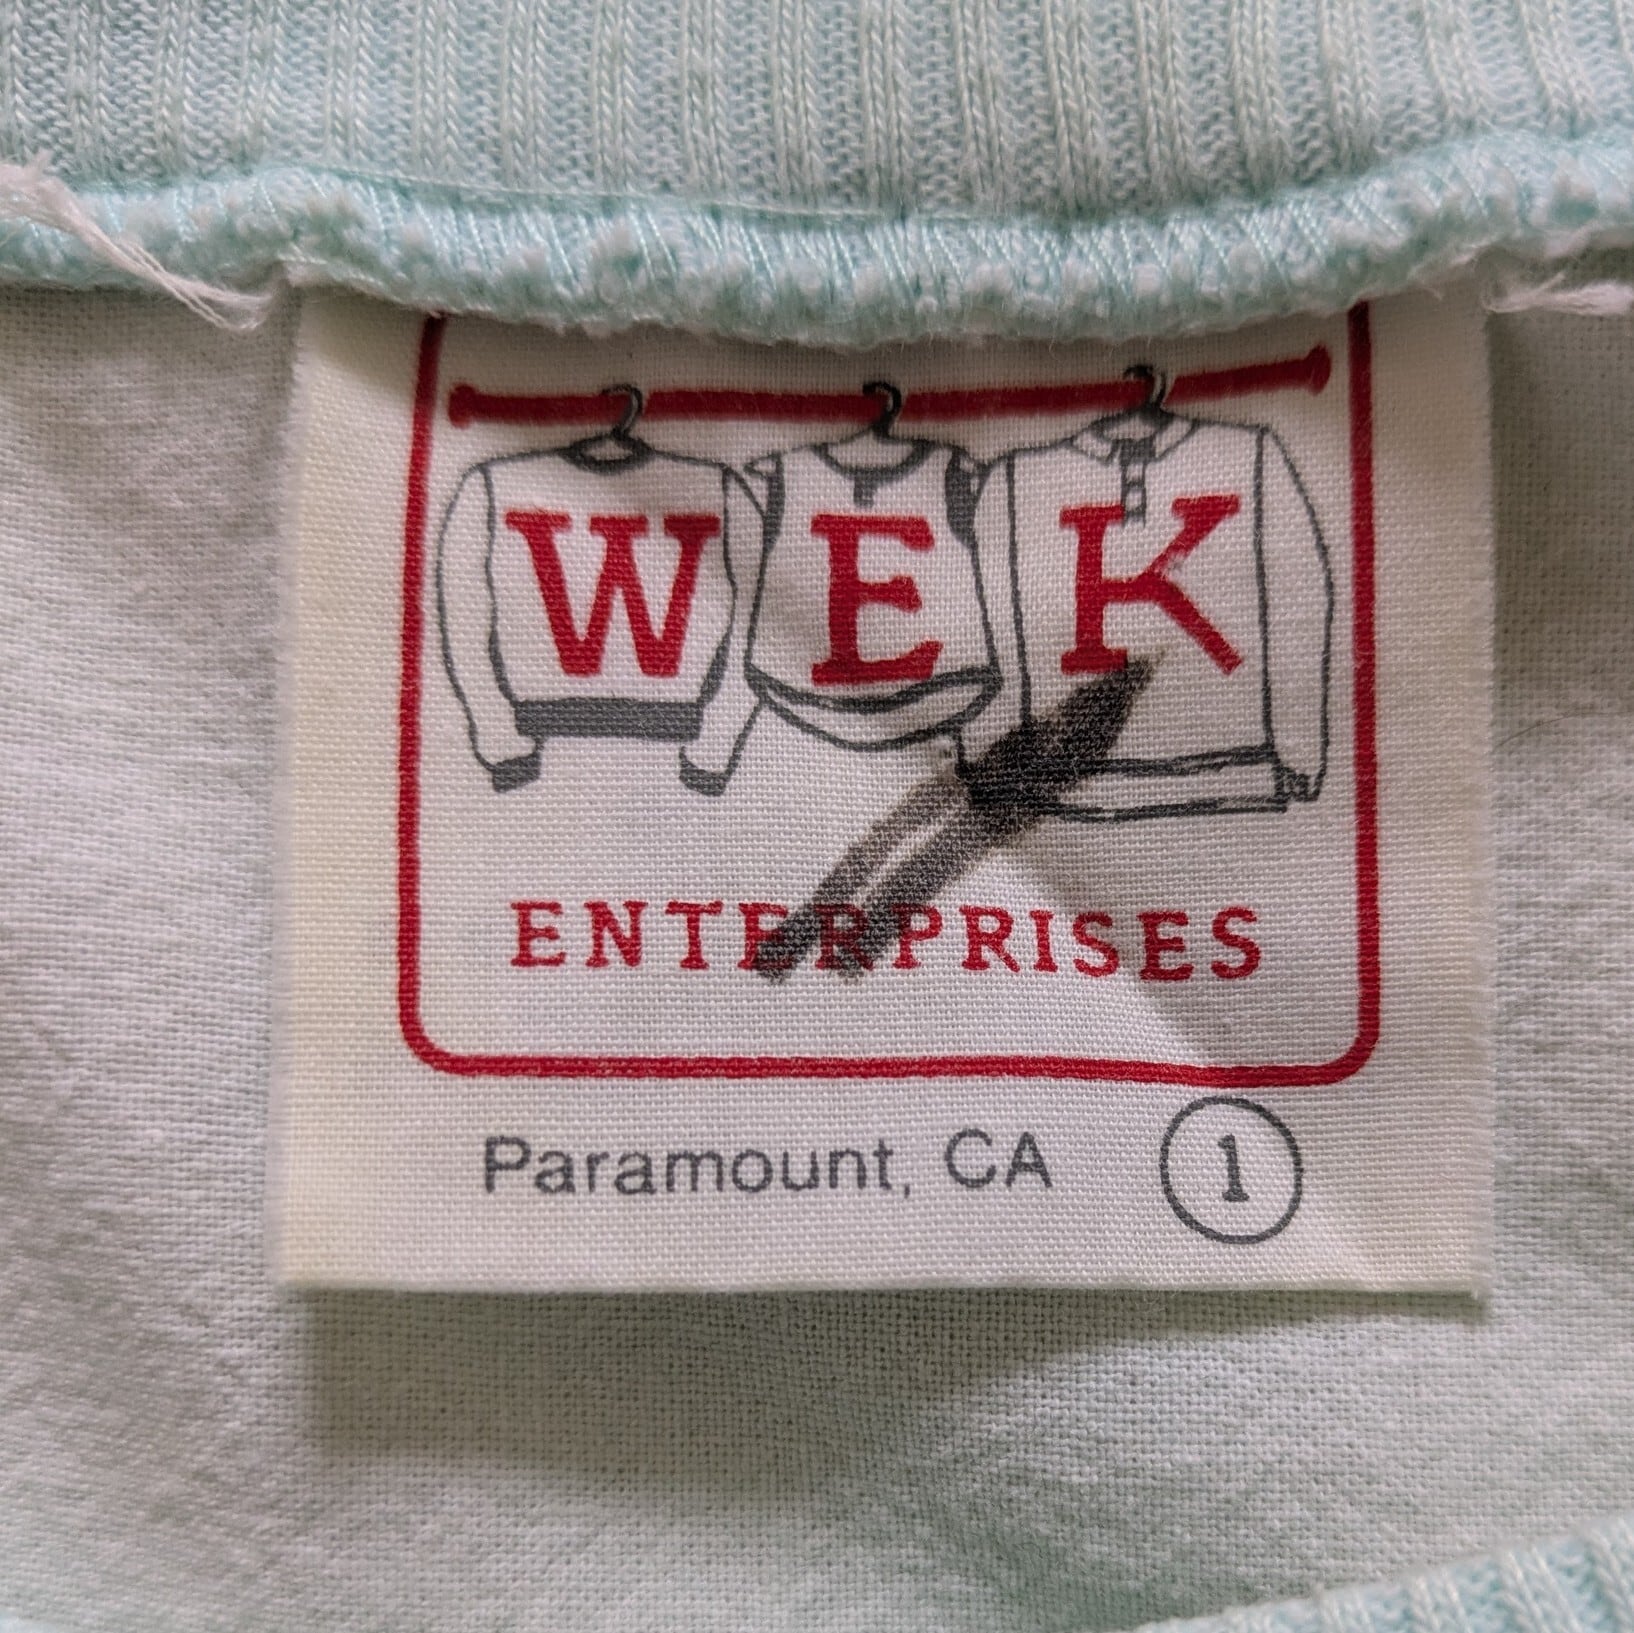 WEK
ENTERPRISES
Paramount, CA 1